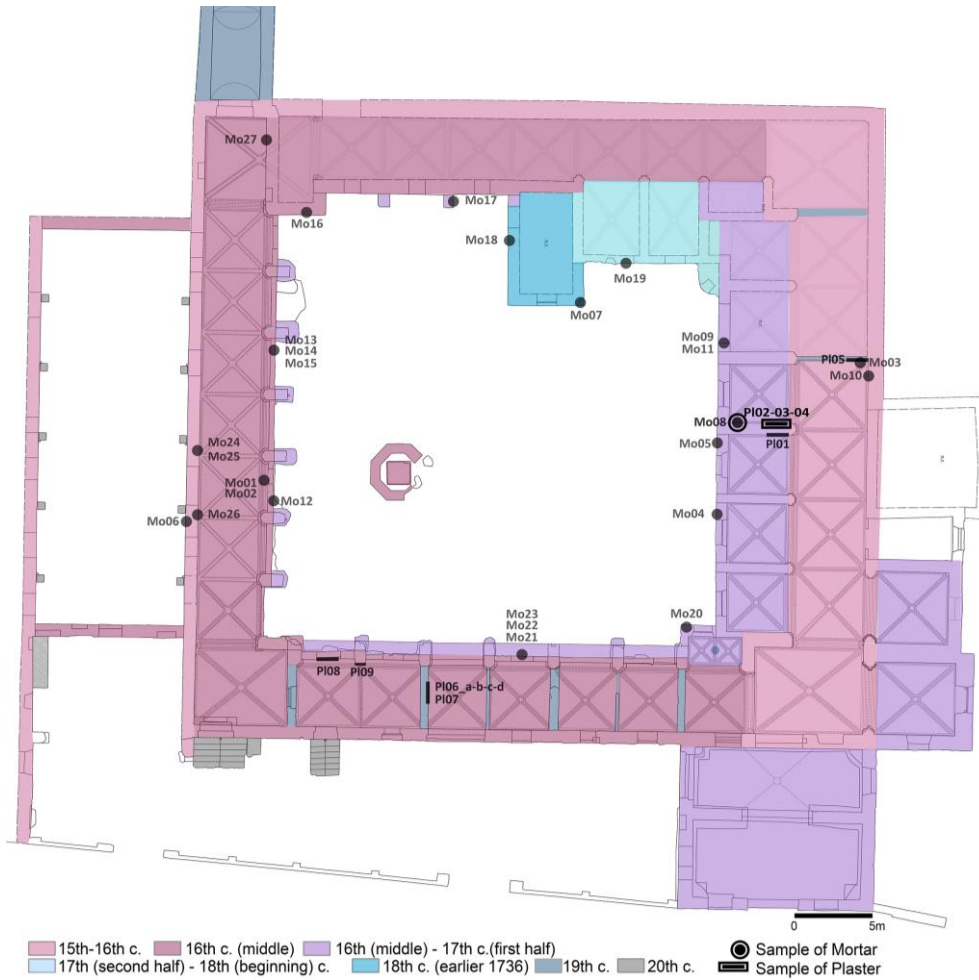 Mo27
Mo17
Mo16
Mo18
Mo19
Mo07
Mo13
Mo14
Mo15
Mo09
Mo11
Pl05
Mo03
Mo10
Pl02-03-04
Mo08
Mo05
Pl01
Mo24
Mo25
Mo01
Mo02
Mo12
Mo26
Mo06
Mo04
Mo23
Mo22
Mo21
Mo20
Pl08
Pl09
Pl06_a-b-c-d
Pl07
0 5m
15th-16th c. 16th c. (middle) 16th (middle) - 17th c.(first half)
17th (second half) - 18th (beginning) c. 18th c. (earlier 1736) 19th c. 20th c.
Sample of Mortar
Sample of Plaster